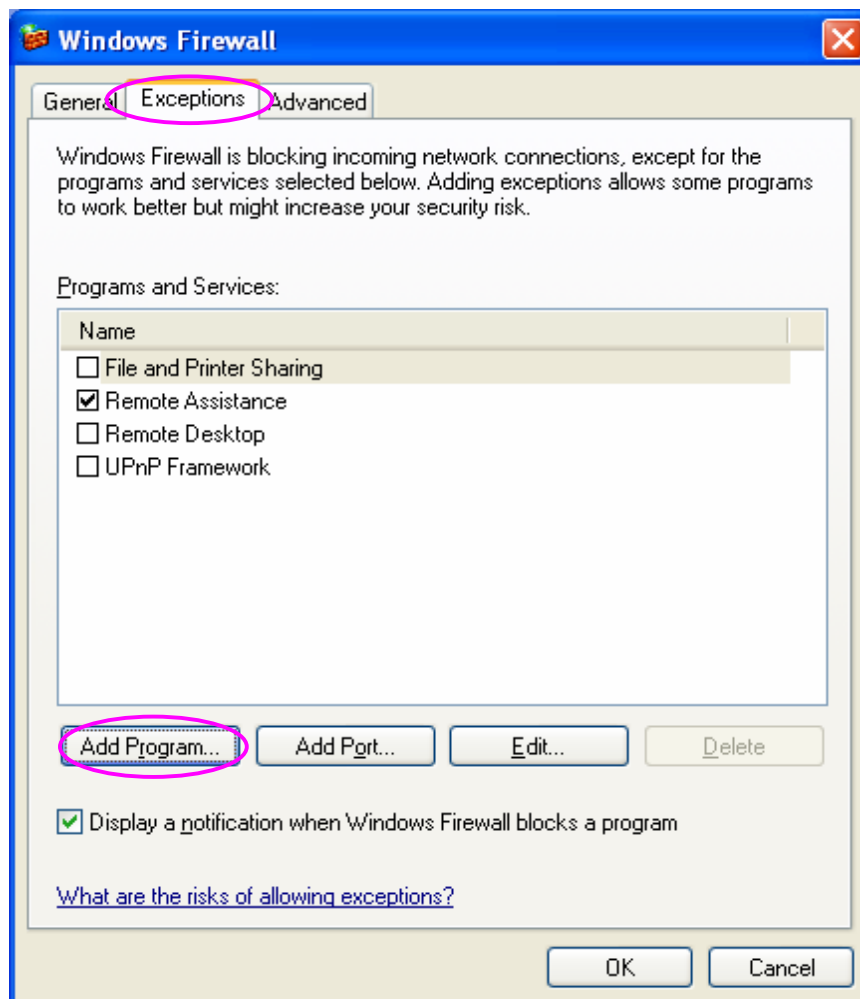 Windows Firewall
General Exceptions Advanced
Windows Firewall is blocking incoming network connections, except for the
programs and services selected below. Adding exceptions allows some programs
to work better but might increase your security risk.
Programs and Services:
Name
File and Printer Sharing
Remote Assistance
Remote Desktop
UPnP Framework
Add Program... Add Port... Edit... Delete
Display a notification when Windows Firewall blocks a program
What are the risks of allowing exceptions?
OK Cancel